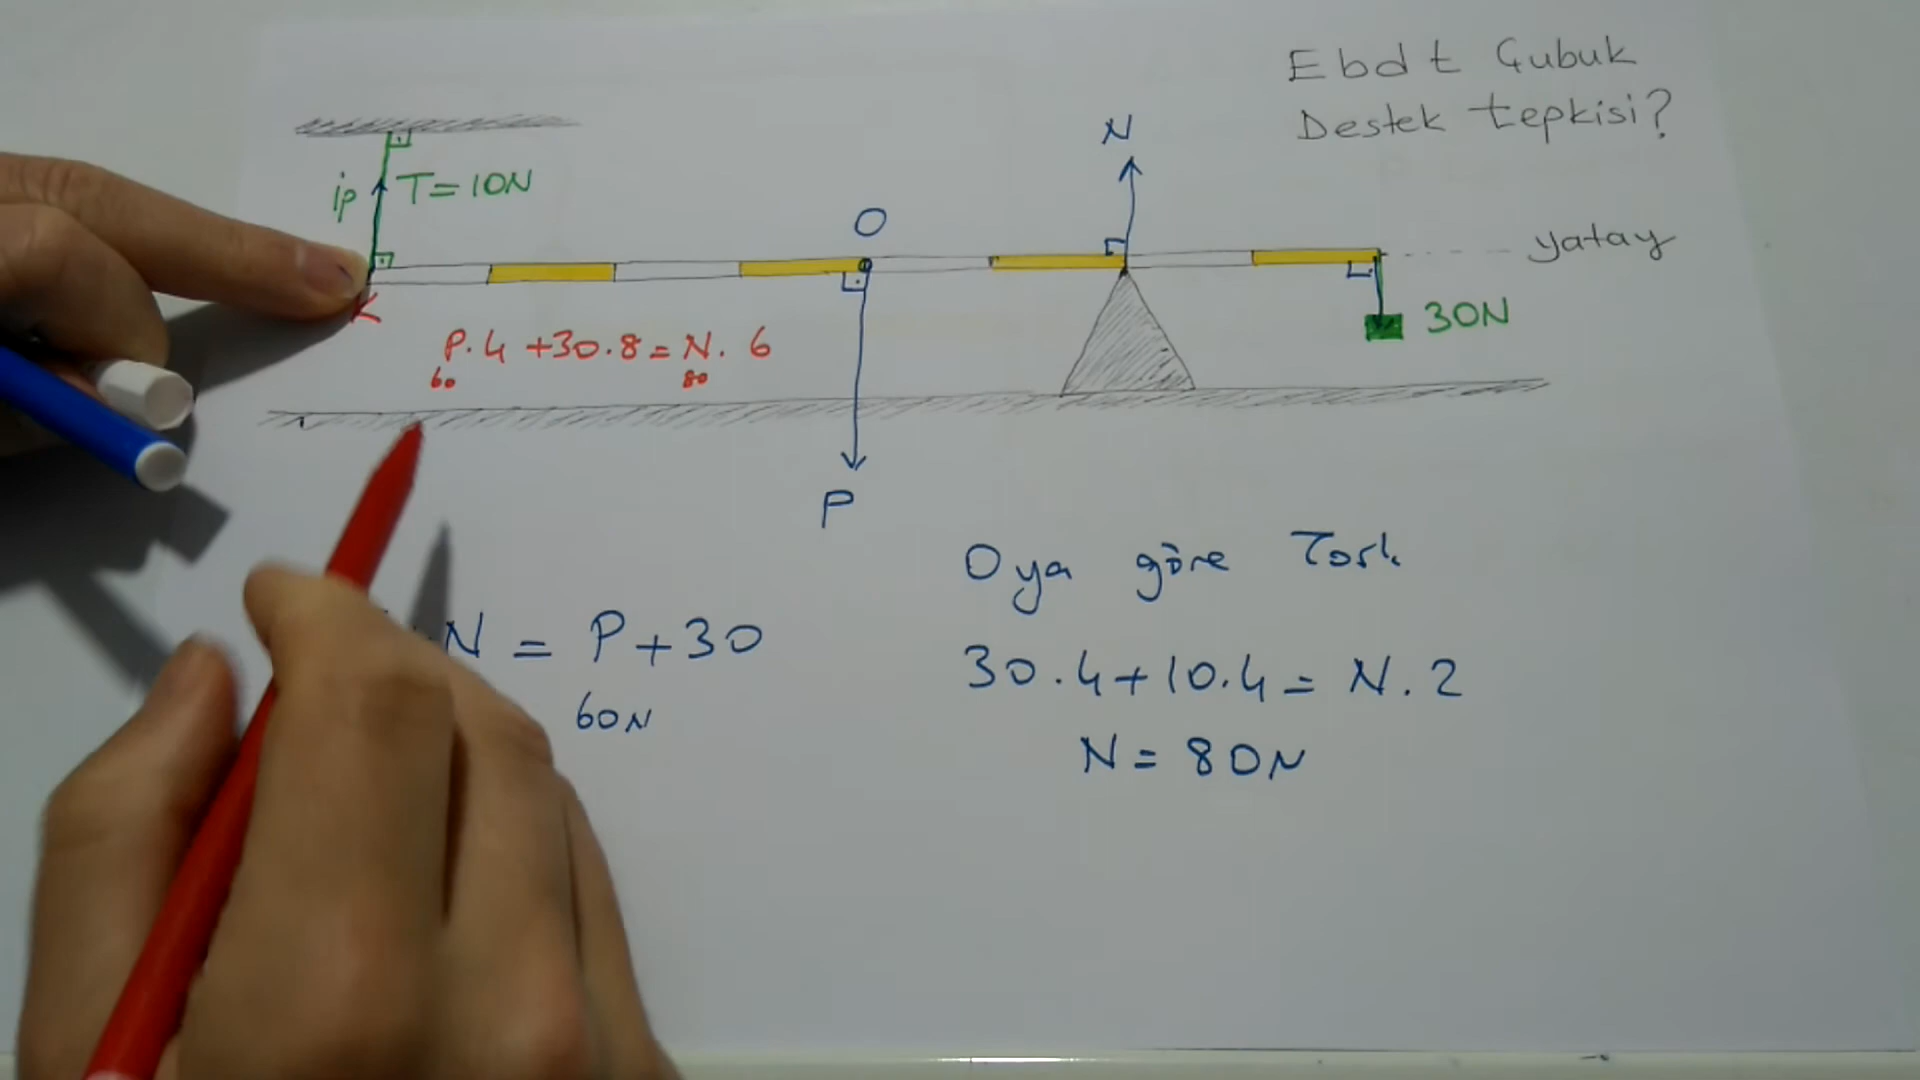 Ebdt Çubuk
Destek tepkisi?
N
ip T=10N
O
yatay
K
30N
P.4 +30.8 = N. 6
60 80
P
Oya göre Tork
N = P+30
60N
30.4+10.4 = N.2
N = 80N